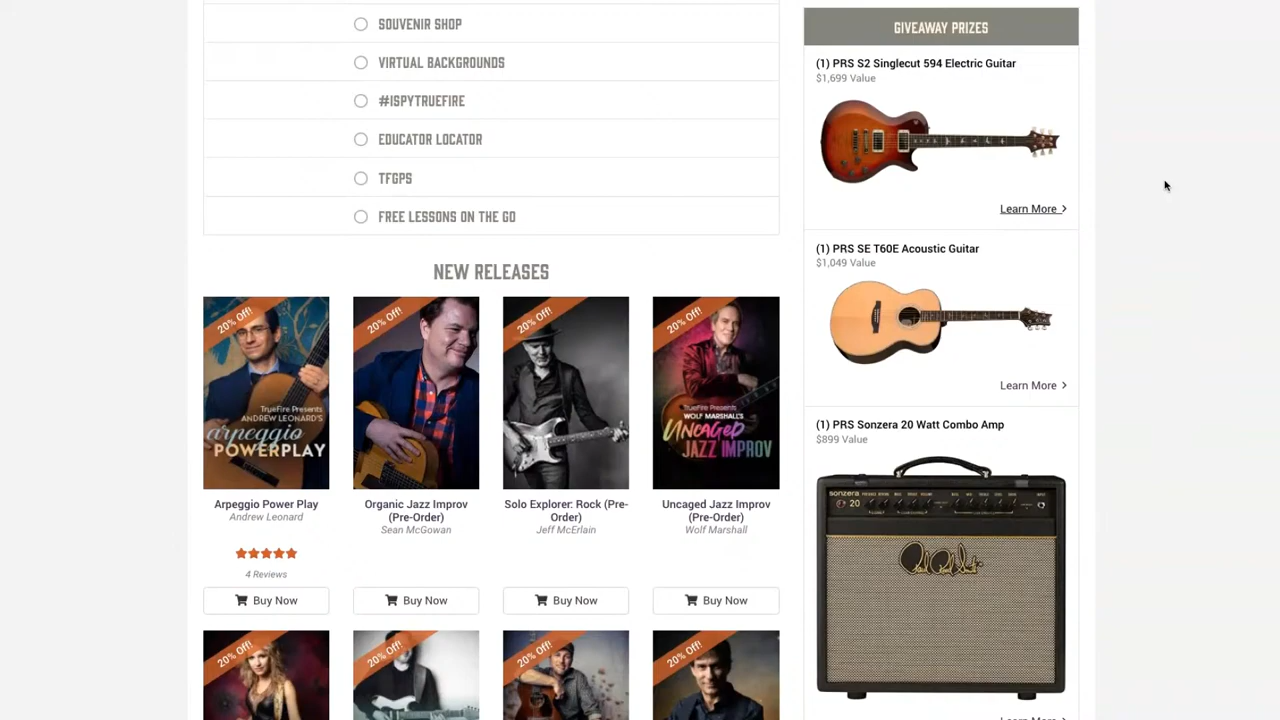 SOUVENIR SHOP
VIRTUAL BACKGROUNDS
#ISPYTRUEFIRE
EDUCATOR LOCATOR
TFGPS
FREE LESSONS ON THE GO
NEW RELEASES
20% Off!
20% Off!
20% Off!
20% Off!
TrueFire Presents
ANDREW LEONARD'S
arpeggio
POWERPLAY
TrueFire Presents
WOLF MARSHALL'S
UNCAGED
JAZZ IMPROV
Arpeggio Power Play
Andrew Leonard
4 Reviews
Buy Now
Organic Jazz Improv
(Pre-Order)
Sean McGowan
Buy Now
Solo Explorer: Rock (Pre-
Order)
Jeff McErlain
Buy Now
Uncaged Jazz Improv
(Pre-Order)
Wolf Marshall
Buy Now
20% Off!
20% Off!
20% Off!
20% Off!
GIVEAWAY PRIZES
(1) PRS S2 Singlecut 594 Electric Guitar
$1,699 Value
Learn More
(1) PRS SE T60E Acoustic Guitar
$1,049 Value
Learn More
(1) PRS Sonzera 20 Watt Combo Amp
$899 Value
sonzera
20
Learn More